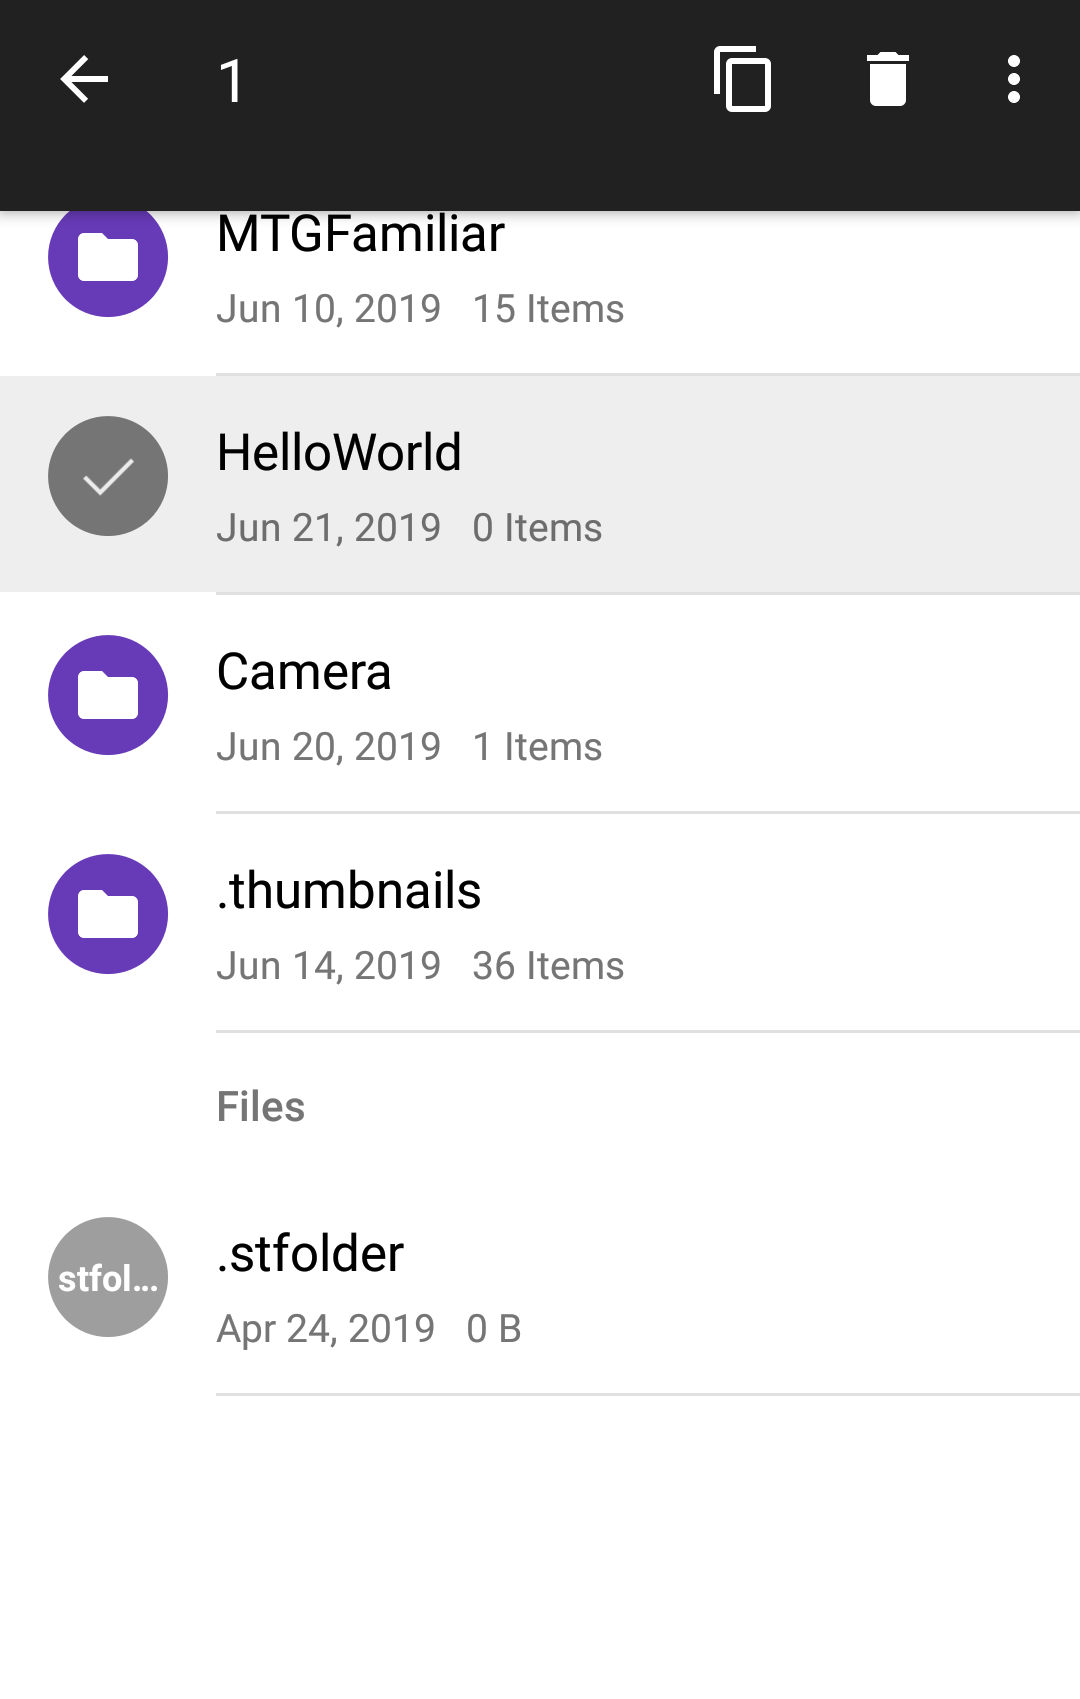 1
MTGFamiliar
Jun 10, 2019 15 Items
HelloWorld
Jun 21, 2019 0 Items
Camera
Jun 20, 2019 1 Items
.thumbnails
Jun 14, 2019 36 Items
Files
stfol...
.stfolder
Apr 24, 2019 0 B